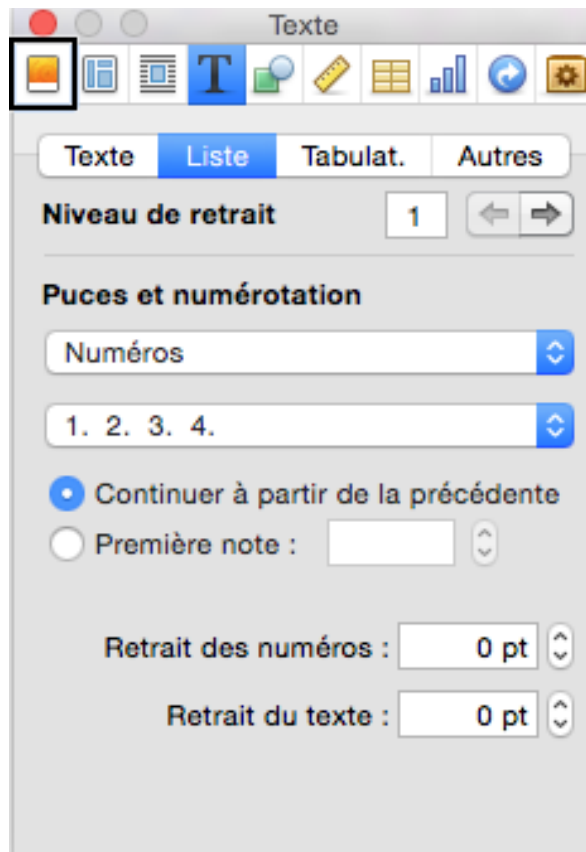 Texte
T
Texte Liste Tabulat. Autres
Niveau de retrait 1
Puces et numérotation
Numéros
1. 2. 3. 4.
Continuer à partir de la précédente
Première note :
Retrait des numéros : 0 pt
Retrait du texte : 0 pt